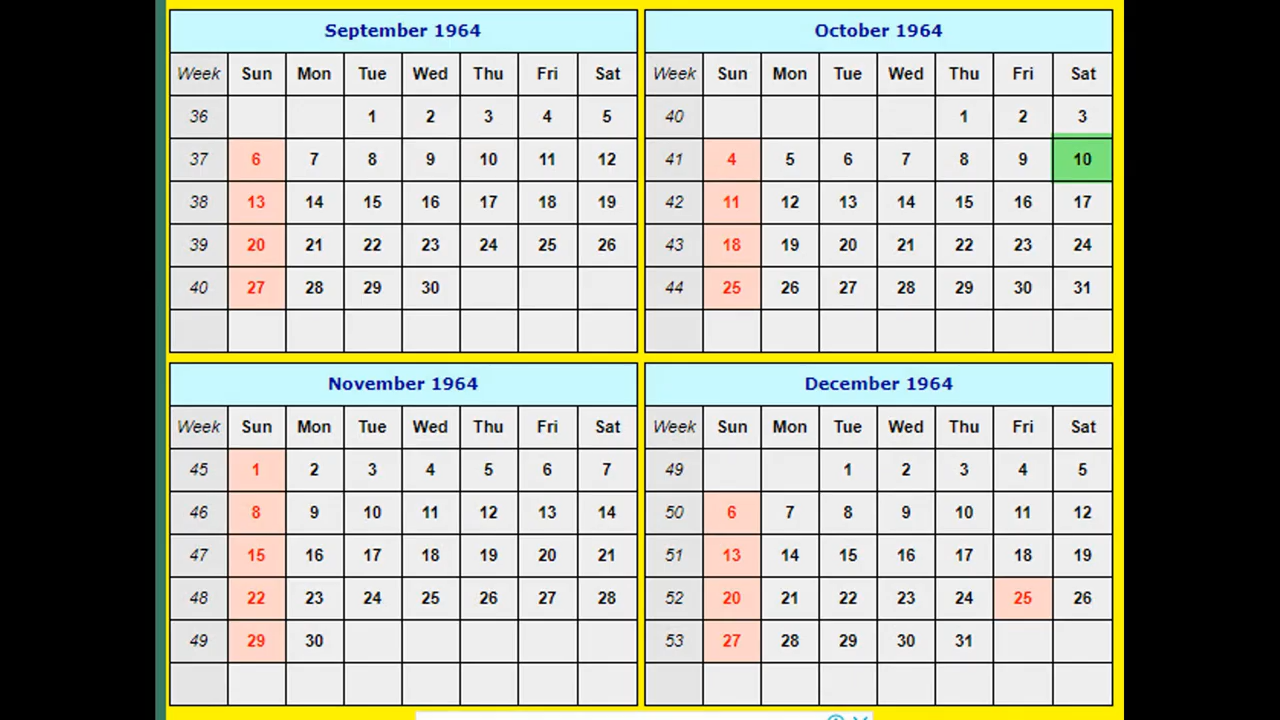 September 1964
Week Sun Mon Tue Wed Thu Fri Sat
36 1 2 3 4 5
37 6 7 8 9 10 11 12
38 13 14 15 16 17 18 19
39 20 21 22 23 24 25 26
40 27 28 29 30
October 1964
Week Sun Mon Tue Wed Thu Fri Sat
40 1 2 3
41 4 5 6 7 8 9 10
42 11 12 13 14 15 16 17
43 18 19 20 21 22 23 24
44 25 26 27 28 29 30 31
November 1964
Week Sun Mon Tue Wed Thu Fri Sat
45 1 2 3 4 5 6 7
46 8 9 10 11 12 13 14
47 15 16 17 18 19 20 21
48 22 23 24 25 26 27 28
49 29 30
December 1964
Week Sun Mon Tue Wed Thu Fri Sat
49 1 2 3 4 5
50 6 7 8 9 10 11 12
51 13 14 15 16 17 18 19
52 20 21 22 23 24 25 26
53 27 28 29 30 31